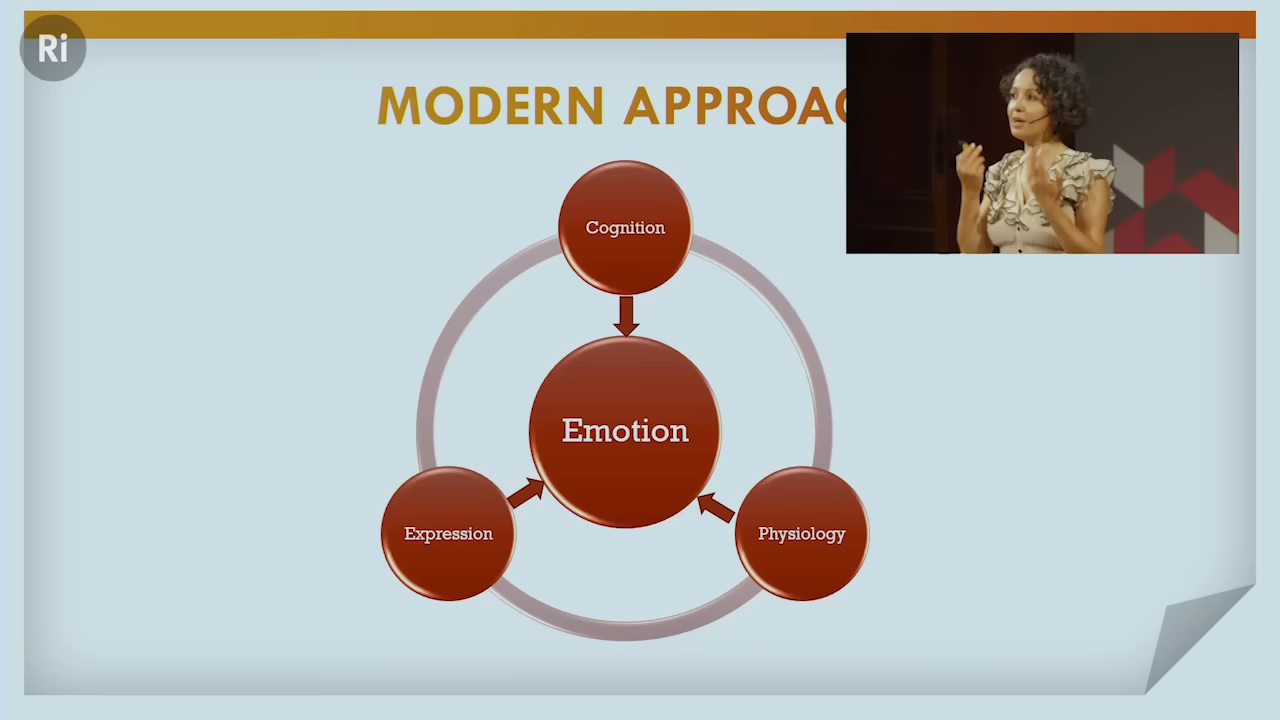 Ri
MODERN APPROAC
Cognition
Emotion
Expression
Physiology